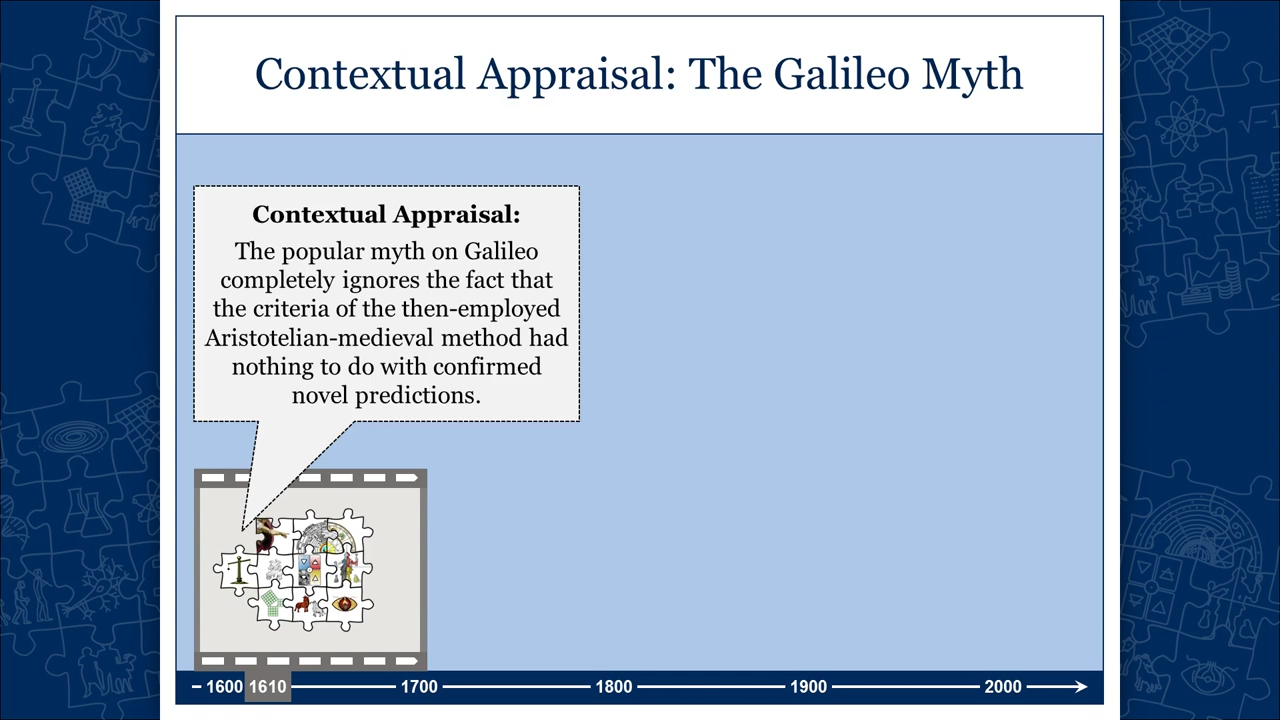 Contextual Appraisal: The Galileo Myth
Contextual Appraisal:
The popular myth on Galileo
completely ignores the fact that
the criteria of the then-employed
Aristotelian-medieval method had
nothing to do with confirmed
novel predictions.
1600 1610 1700 1800 1900 2000